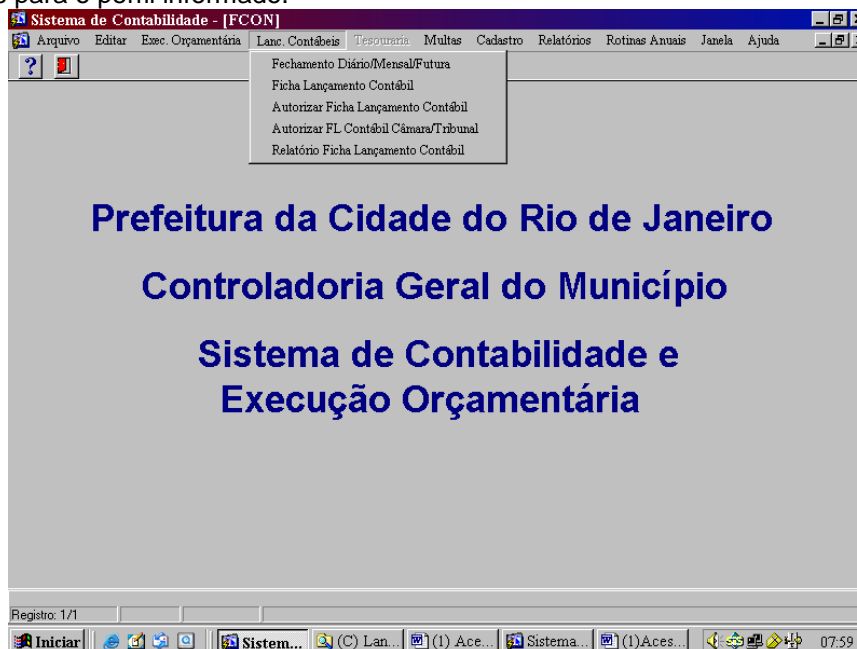 para o perfil informado.
Sistema de Contabilidade - [FCON]
Arquivo Editar Exec. Orçamentária Lanc. Contábeis Tesouraria Multas Cadastro Relatórios Rotinas Anuais Janela Ajuda
Fechamento Diário/Mensal/Futura
Ficha Lançamento Contábil
Autorizar Ficha Lançamento Contábil
Autorizar FL Contábil Câmara/Tribunal
Relatório Ficha Lançamento Contábil
Prefeitura da Cidade do Rio de Janeiro
Controladoria Geral do Município
Sistema de Contabilidade e
Execução Orçamentária
Registro: 1/1
Iniciar Sistem... (C) Lan... (1) Ace... Sistema... (1)Aces... 07:59